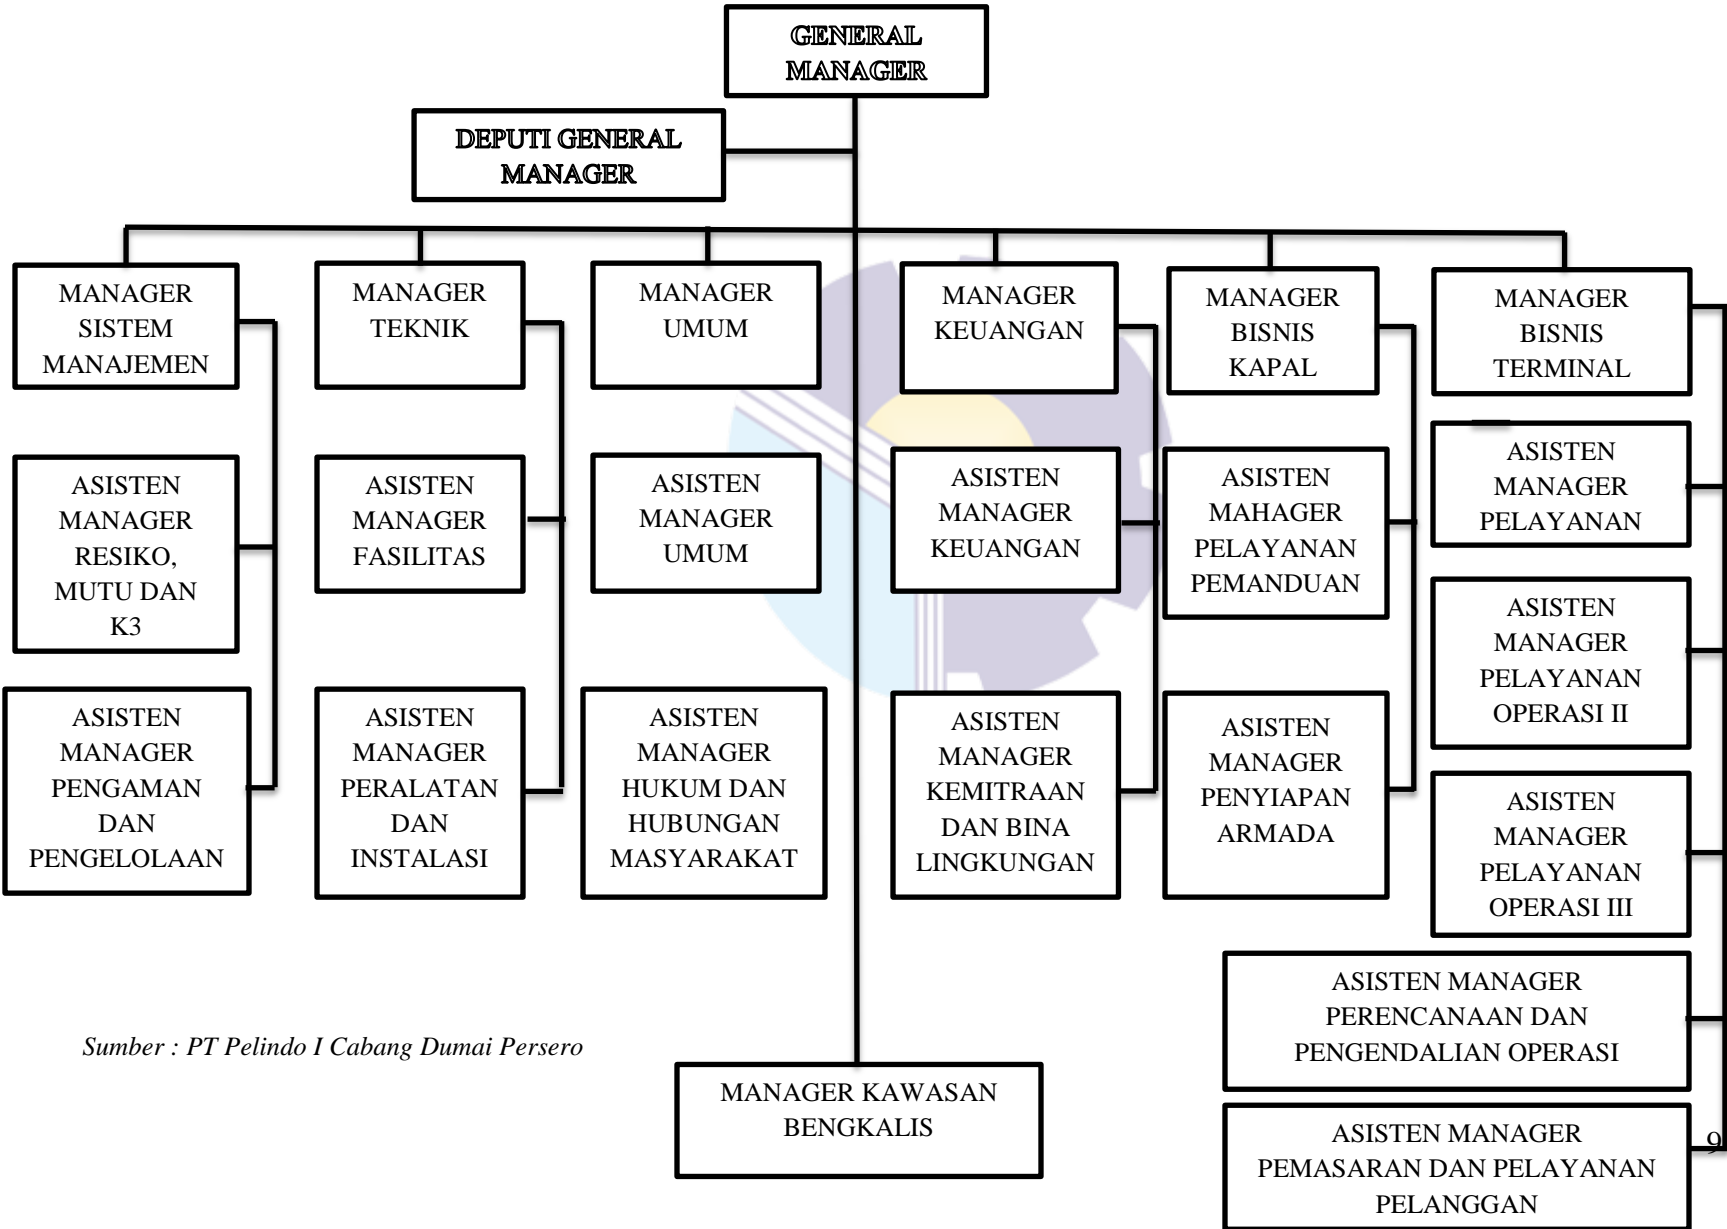 GENERAL
MANAGER
DEPUTI GENERAL
MANAGER
MANAGER
SISTEM
MANAJEMEN
MANAGER
TEKNIK
MANAGER
UMUM
MANAGER
KEUANGAN
MANAGER
BISNIS
KAPAL
MANAGER
BISNIS
TERMINAL
ASISTEN
MANAGER
RESIKO,
MUTU DAN
K3
ASISTEN
MANAGER
FASILITAS
ASISTEN
MANAGER
UMUM
ASISTEN
MANAGER
KEUANGAN
ASISTEN
MAHAGER
PELAYANAN
PEMANDUAN
ASISTEN
MANAGER
PELAYANAN
ASISTEN
MANAGER
PELAYANAN
OPERASI II
ASISTEN
MANAGER
PENGAMAN
DAN
PENGELOLAAN
ASISTEN
MANAGER
PERALATAN
DAN
INSTALASI
ASISTEN
MANAGER
HUKUM DAN
HUBUNGAN
MASYARAKAT
ASISTEN
MANAGER
KEMITRAAN
DAN BINA
LINGKUNGAN
ASISTEN
MANAGER
PENYIAPAN
ARMADA
ASISTEN
MANAGER
PELAYANAN
OPERASI III
ASISTEN MANAGER
PERENCANAAN DAN
PENGENDALIAN OPERASI
Sumber : PT Pelindo I Cabang Dumai Persero
MANAGER KAWASAN
BENGKALIS
ASISTEN MANAGER
PEMASARAN DAN PELAYANAN
PELANGGAN
9